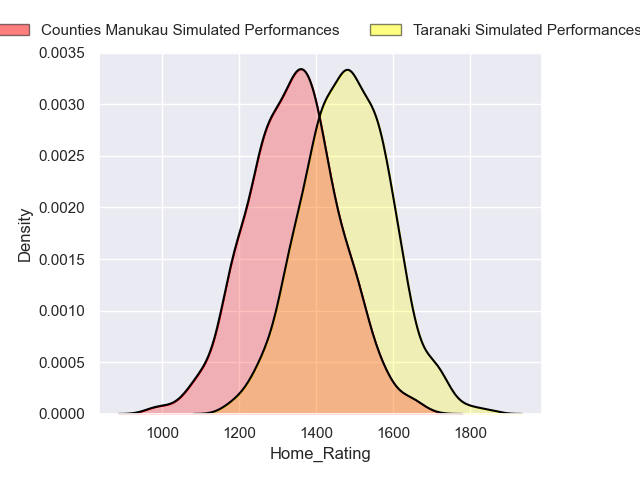 Counties Manukau Simulated Performances Taranaki Simulated Performances
0.0035
0.0030
0.0025
0.0020
0.0015
0.0010
0.0005
0.0000
Density
1000 1200 1400 1600 1800
Home_Rating